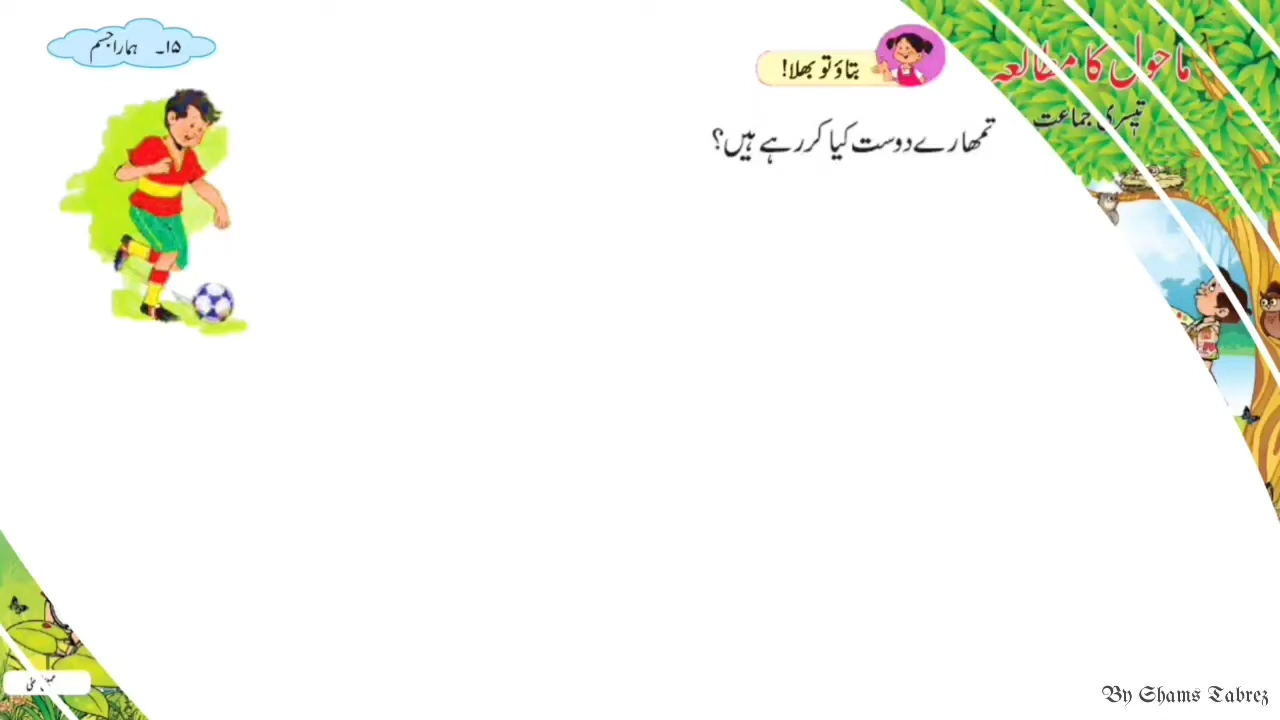 ماحول کا مطالعہ
تیسری جماعت
۱۵۔ ہمارا جسم
بتاؤ تو بھلا!
تمھارے دوست کیا کر رہے ہیں؟
By Shams Tabrez